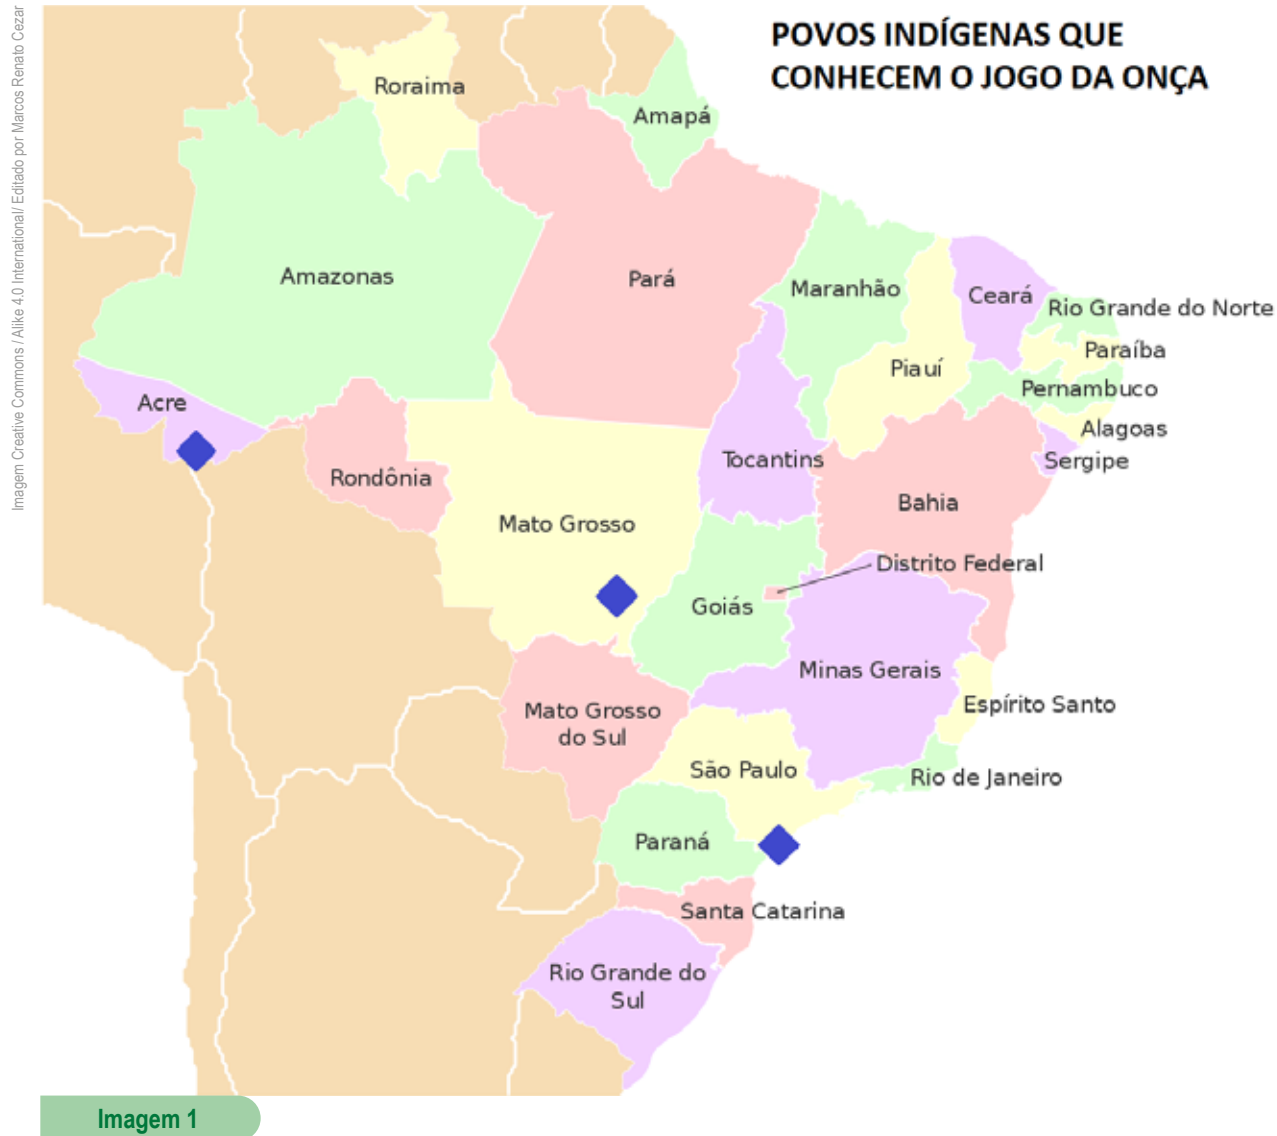 POVOS INDÍGENAS QUE
CONHECEM O JOGO DA ONÇA
Imagem Creative Commons / Alike 4.0 International/ Editado por Marcos Renato Cezar
Roraima
Amapá
Amazonas
Pará
Maranhão
Ceará
Rio Grande do Norte
Paraíba
Piauí
Pernambuco
Acre
Alagoas
Tocantins
Sergipe
Rondônia
Bahia
Mato Grosso
Distrito Federal
Goiás
Minas Gerais
Espírito Santo
Mato Grosso
do Sul
São Paulo
Rio de Janeiro
Paraná
Santa Catarina
Rio Grande do
Sul
Imagem 1